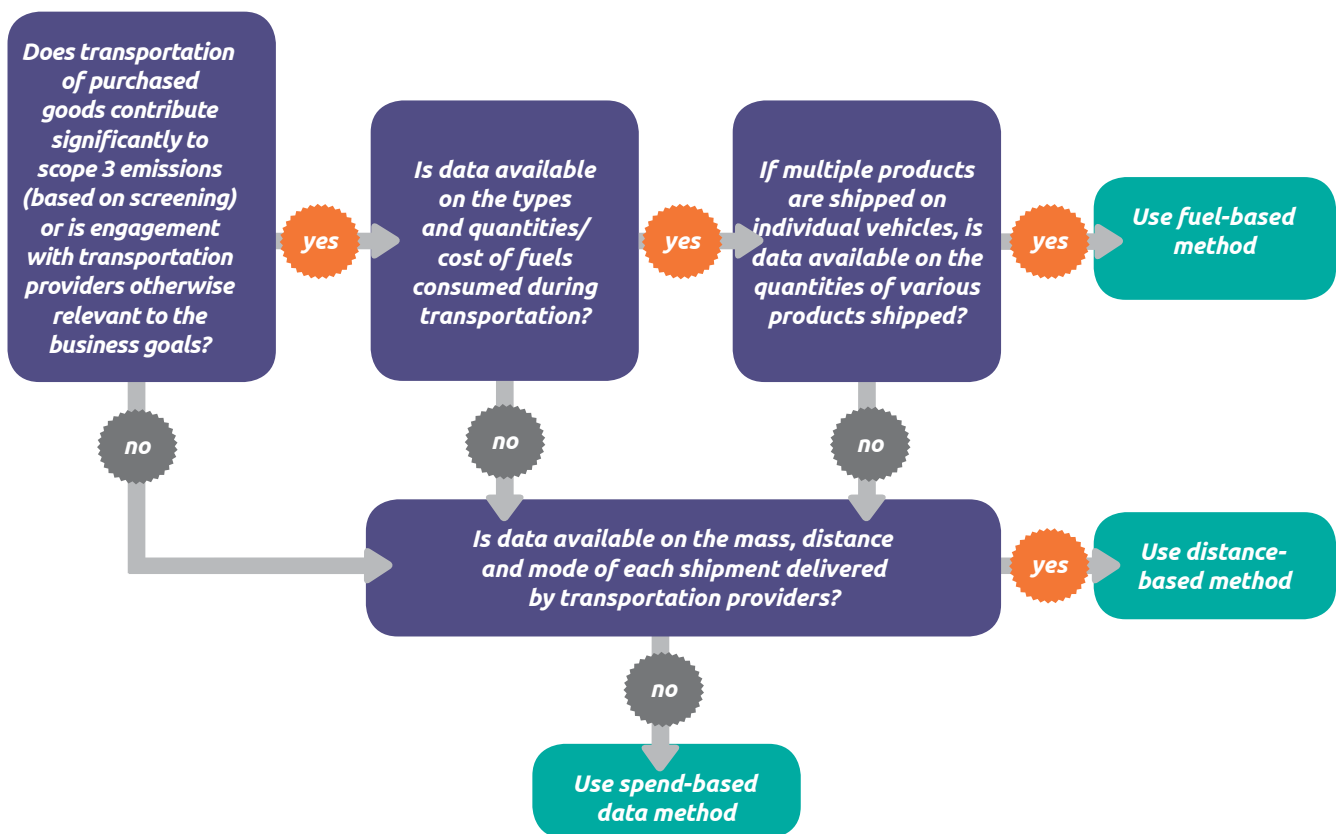 Does transportation
of purchased
goods contribute
significantly to
scope 3 emissions
(based on screening)
or is engagement
with transportation
providers otherwise
relevant to the
business goals?
yes
Is data available
on the types
and quantities/
cost of fuels
consumed during
transportation?
yes
If multiple products
are shipped on
individual vehicles, is
data available on the
quantities of various
products shipped?
yes
Use fuel-based
method
no
no
no
Is data available on the mass, distance
and mode of each shipment delivered
by transportation providers?
yes
Use distance-
based method
no
Use spend-based
data method